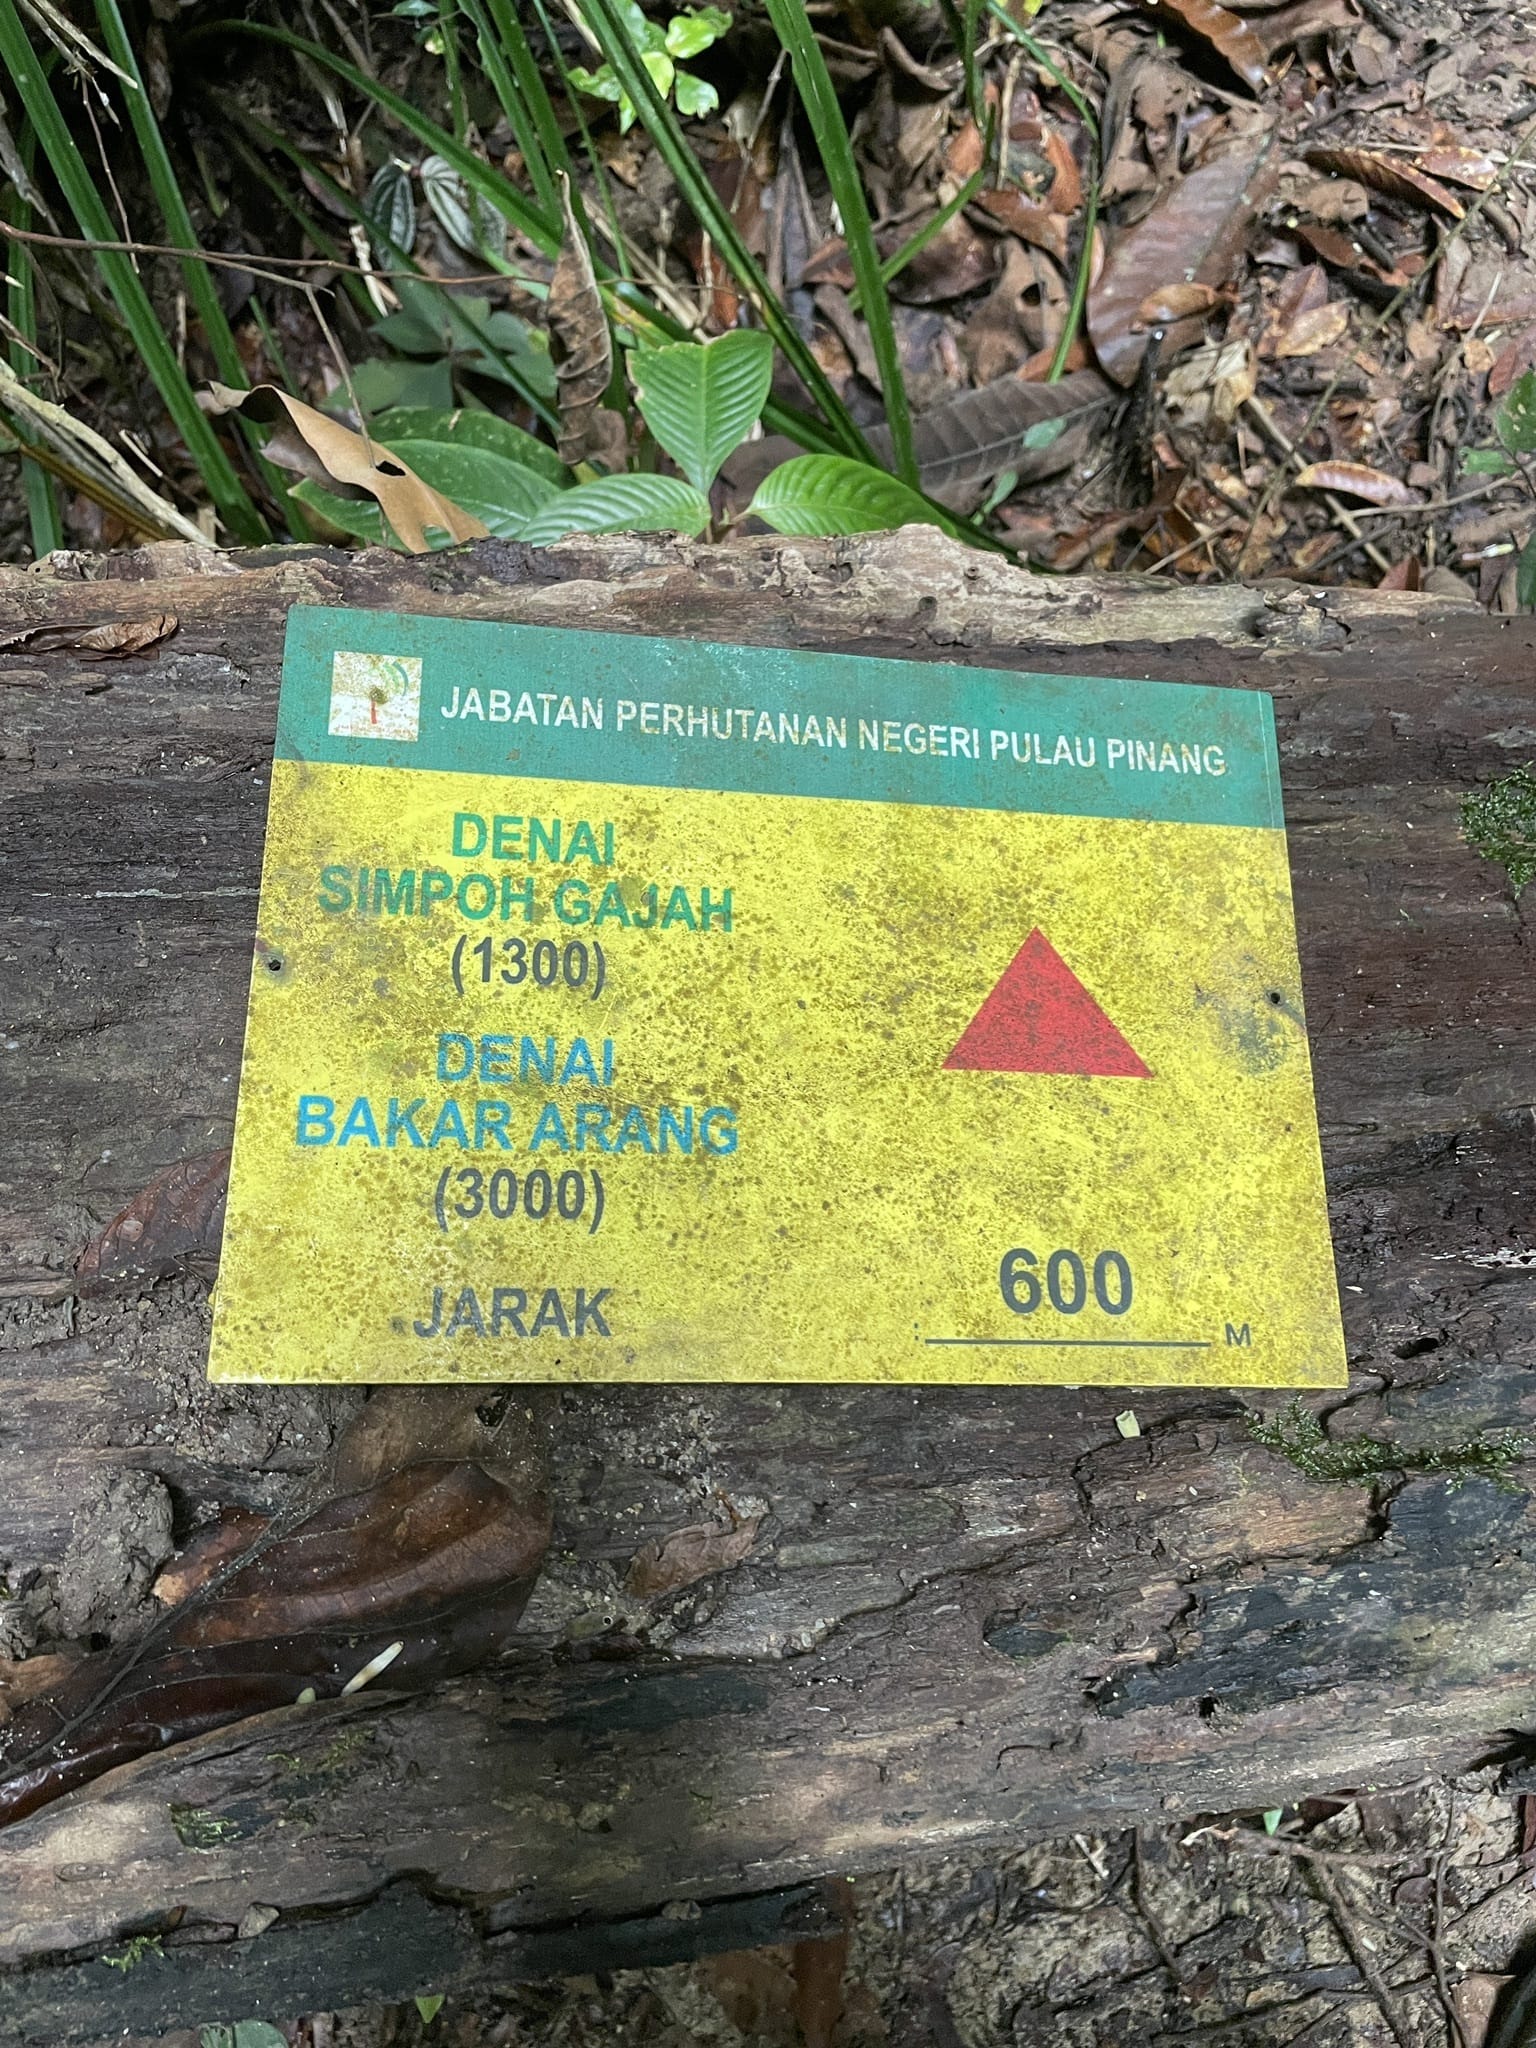 JABATAN PERHUTANAN NEGERI PULAU PINANG
DENAI
SIMPOH GAJAH
(1300)
DENAI
BAKAR ARANG
(3000)
JARAK
600
M